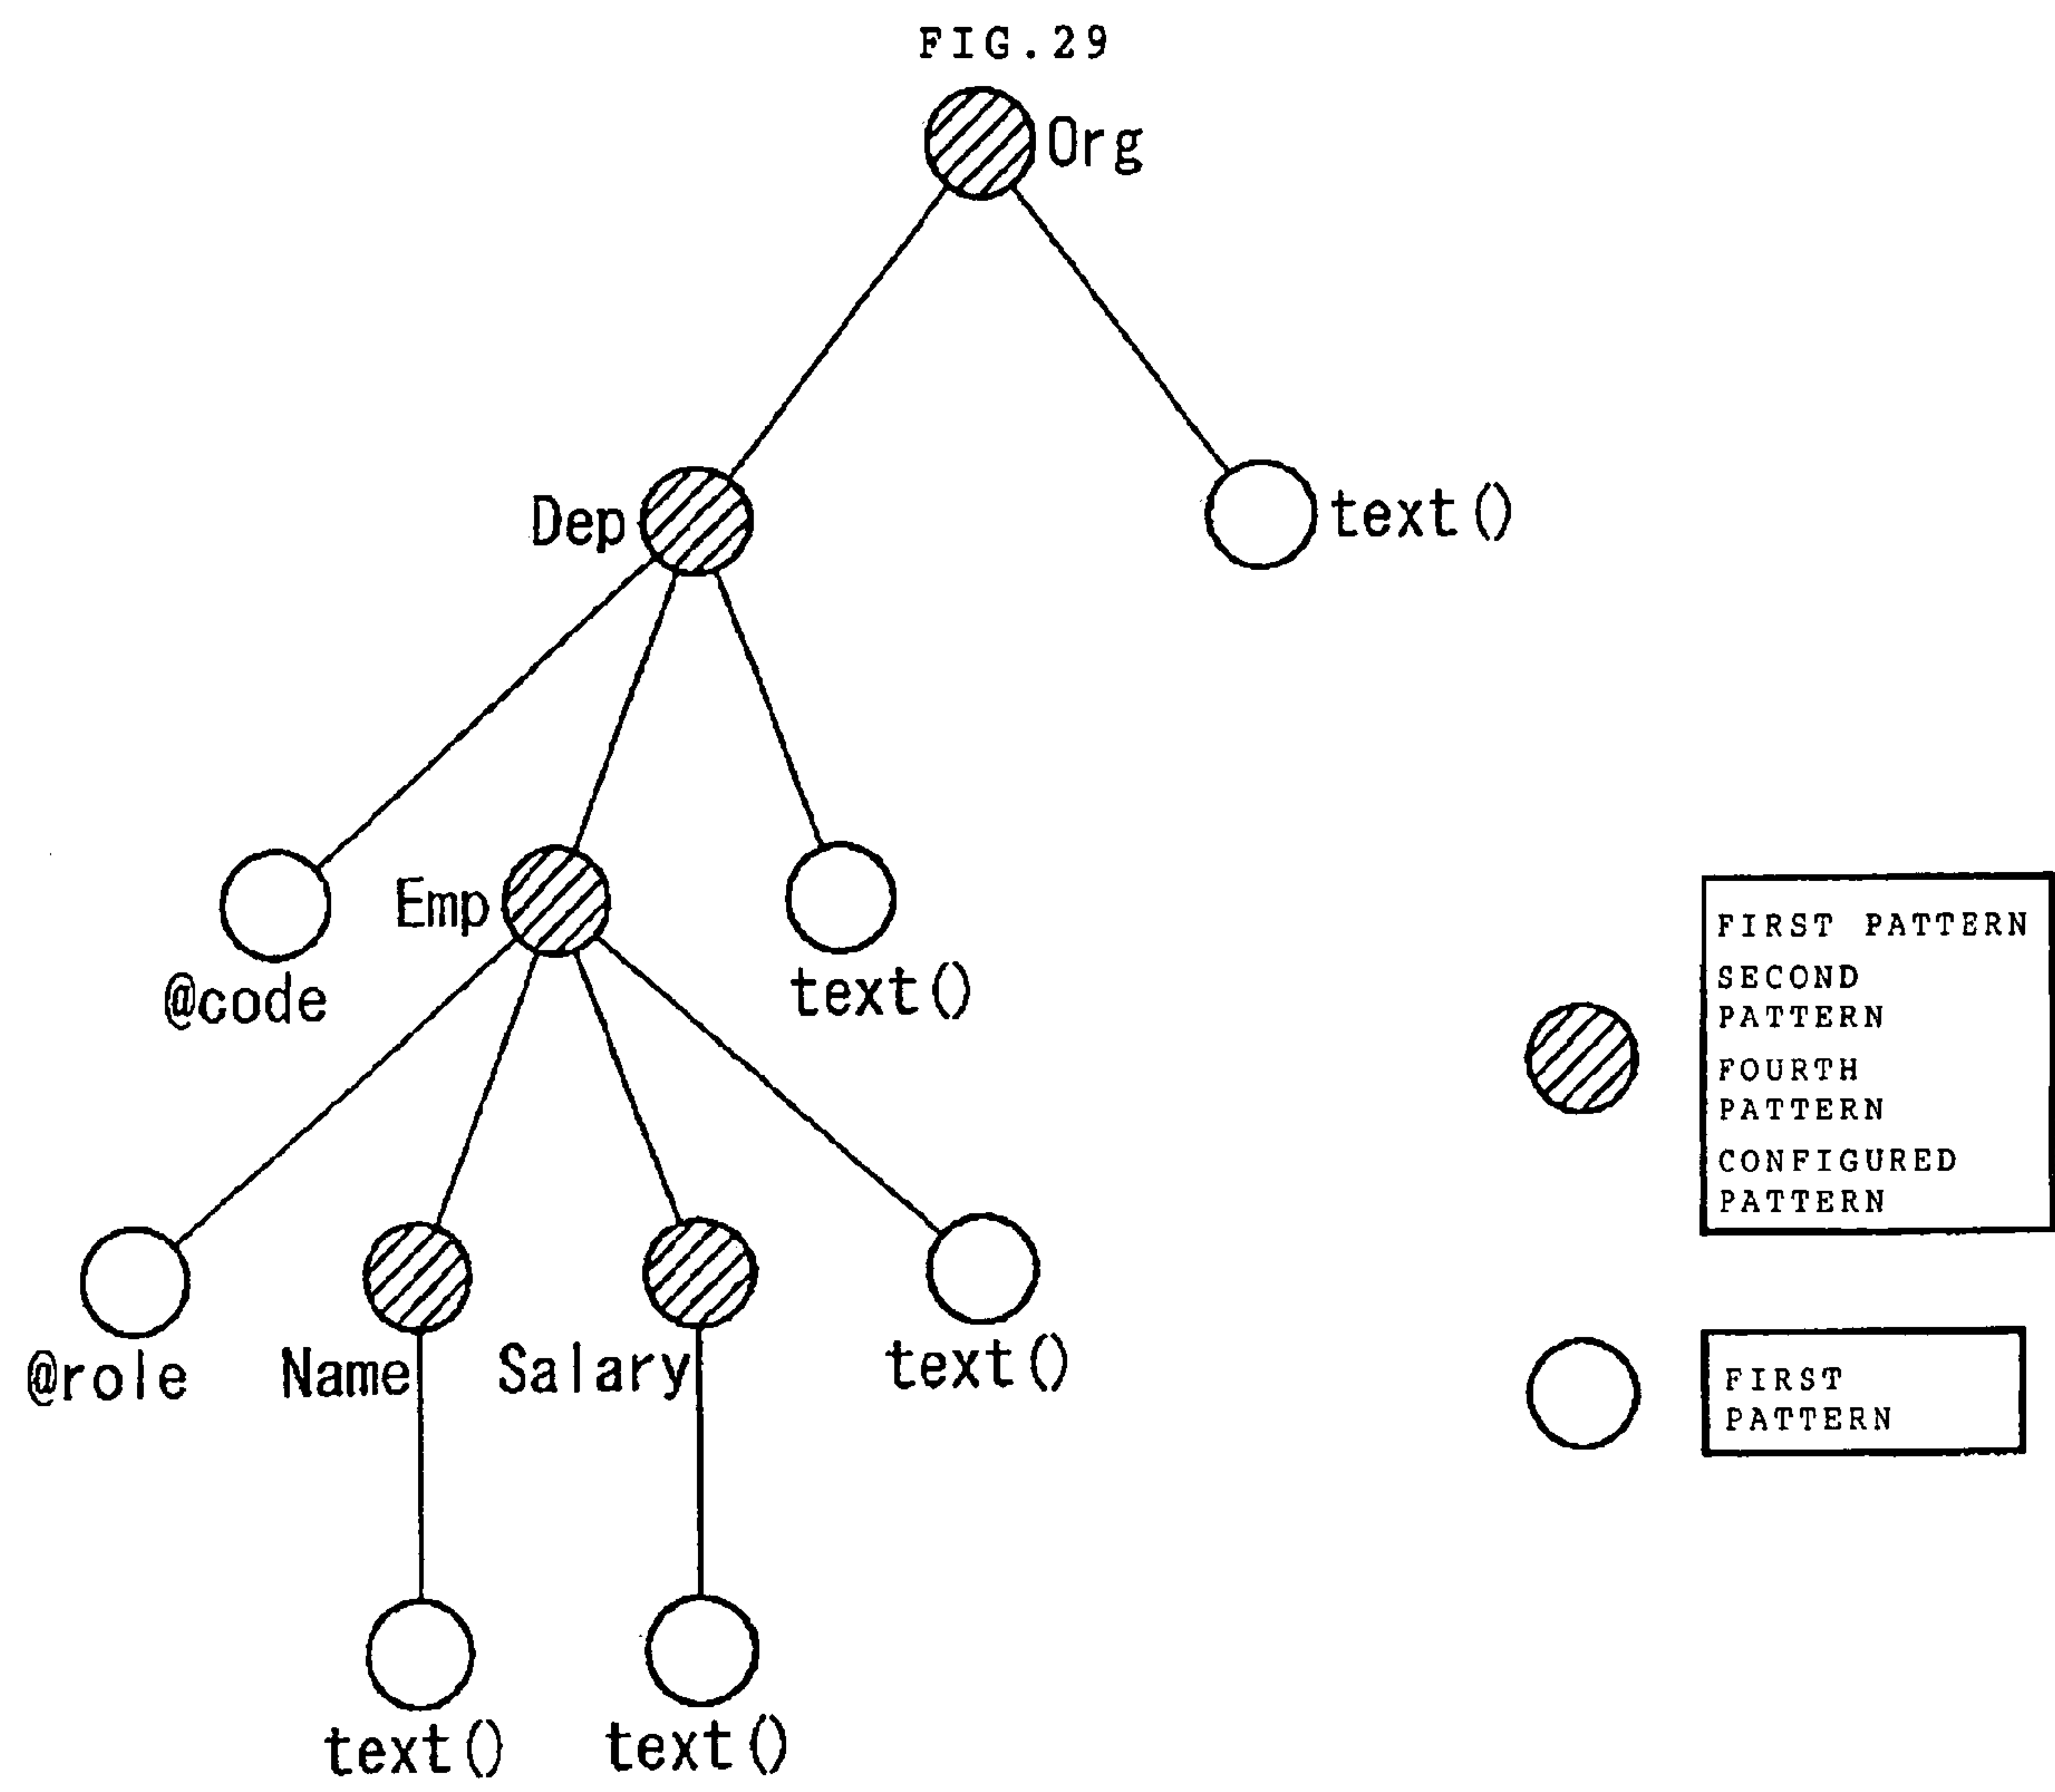 FIG.29
Org
Dep
text()
Emp
@code
text()
@role
Name
Salary
text()
text()
text()
FIRST PATTERN
SECOND
PATTERN
FOURTH
PATTERN
CONFIGURED
PATTERN
FIRST
PATTERN